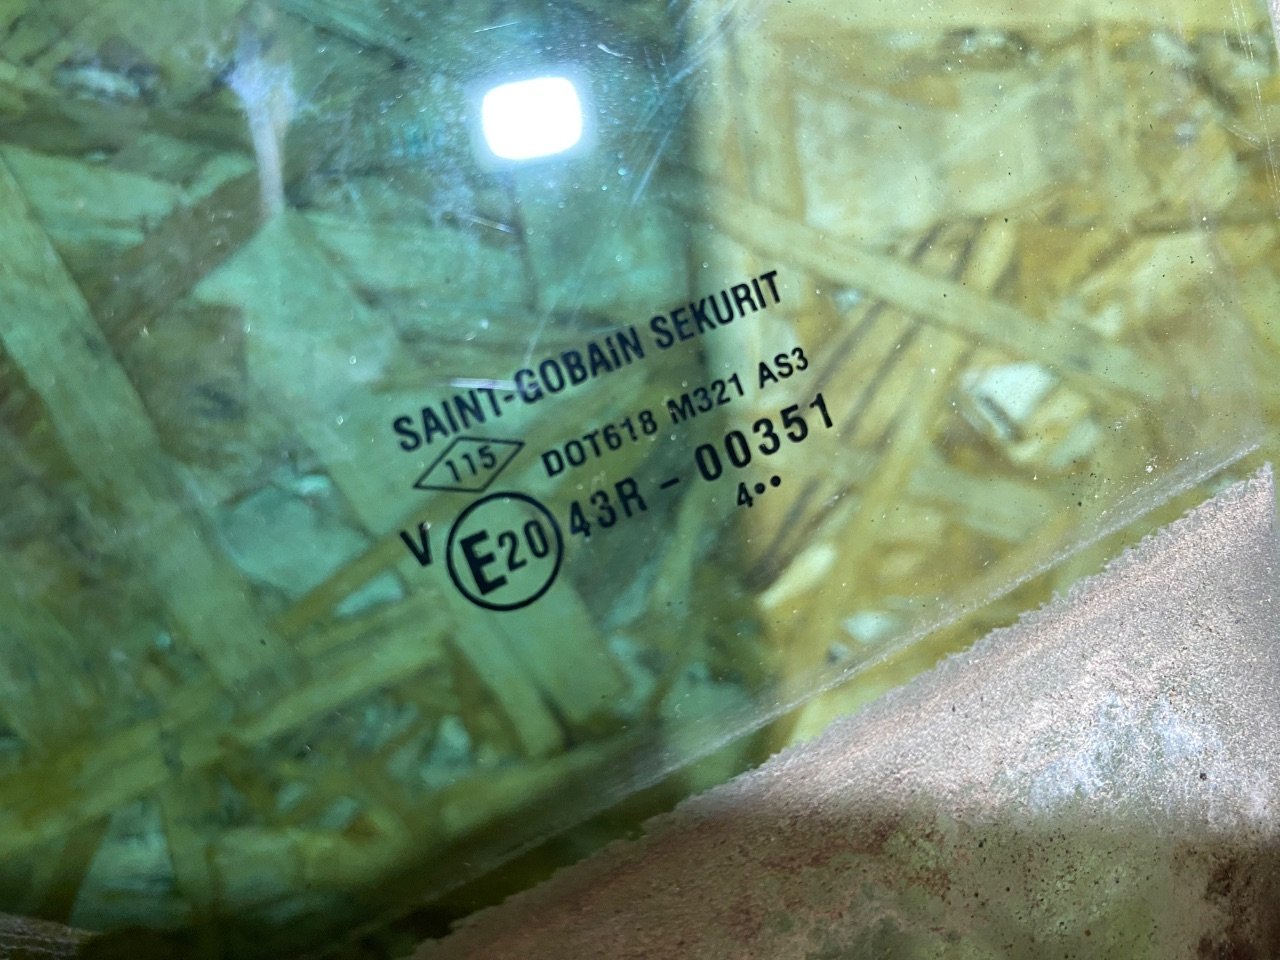 SAINT-GOBAiN SEKURIT
115 DOT618 M321 AS3
V E20 43R - 00351
4••